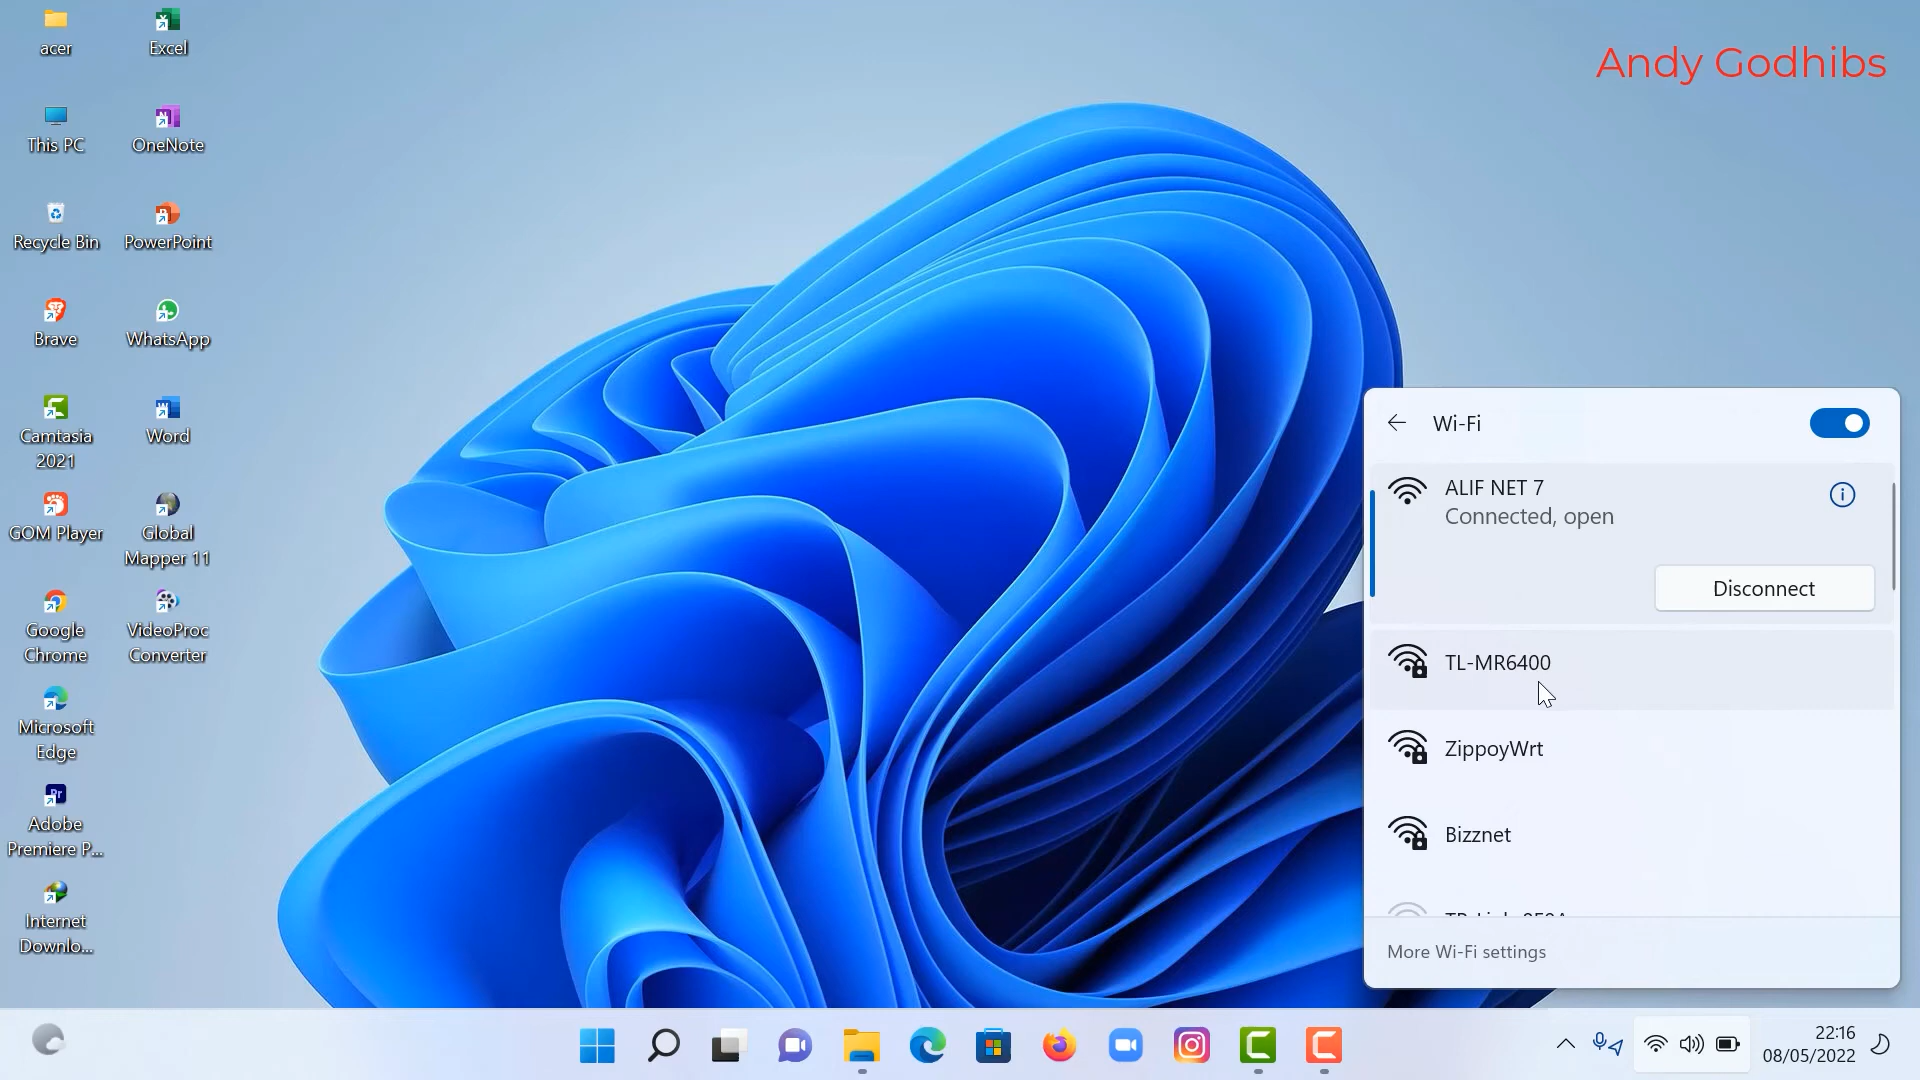 acer
Excel
Andy Godhibs
This PC
OneNote
Recycle Bin
PowerPoint
Brave
WhatsApp
Camtasia
2021
Word
GOM Player
Global
Mapper 11
Google
Chrome
VideoProc
Converter
Microsoft
Edge
Adobe
Premiere P...
Internet
Downlo...
Wi-Fi
ALIF NET 7
Connected, open
Disconnect
TL-MR6400
ZippoyWrt
Bizznet
More Wi-Fi settings
22:16
08/05/2022